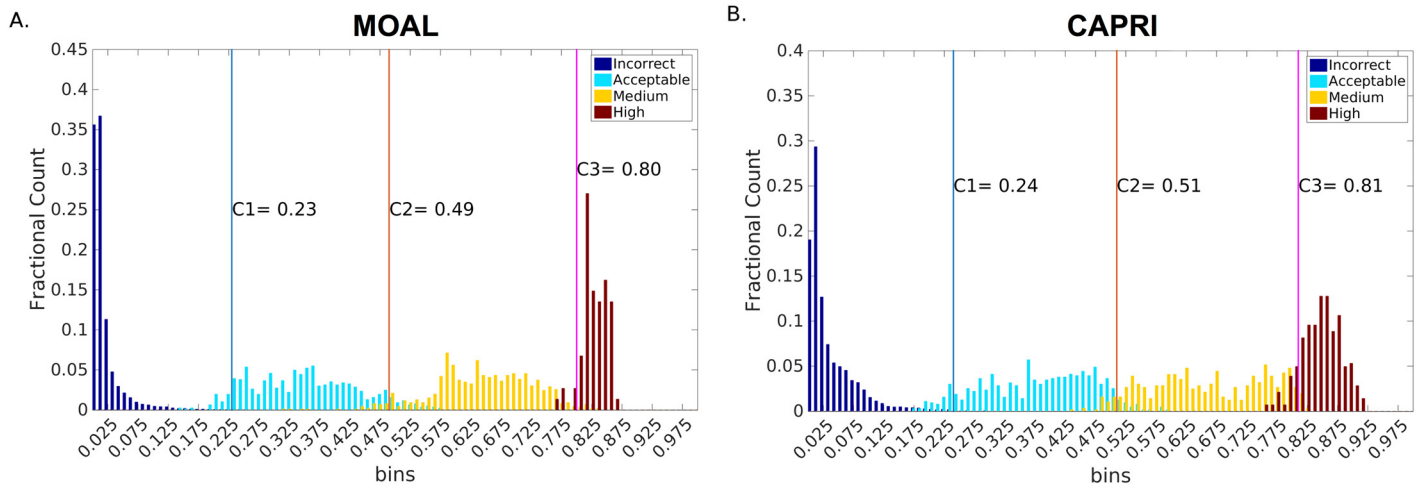 A.
MOAL
0.45
0.4
0.35
0.3
0.25
0.2
0.15
0.1
0.05
0
Fractional Count
Incorrect
Acceptable
Medium
High
C1= 0.23
C2= 0.49
C3= 0.80
0.025
0.075
0.125
0.175
0.225
0.275
0.325
0.375
0.425
0.475
0.525
0.575
0.625
0.675
0.725
0.775
0.825
0.875
0.925
0.975
bins
B.
CAPRI
0.4
0.35
0.3
0.25
0.2
0.15
0.1
0.05
0
Fractional Count
Incorrect
Acceptable
Medium
High
C1= 0.24
C2= 0.51
C3= 0.81
0.025
0.075
0.125
0.175
0.225
0.275
0.325
0.375
0.425
0.475
0.525
0.575
0.625
0.675
0.725
0.775
0.825
0.875
0.925
0.975
bins